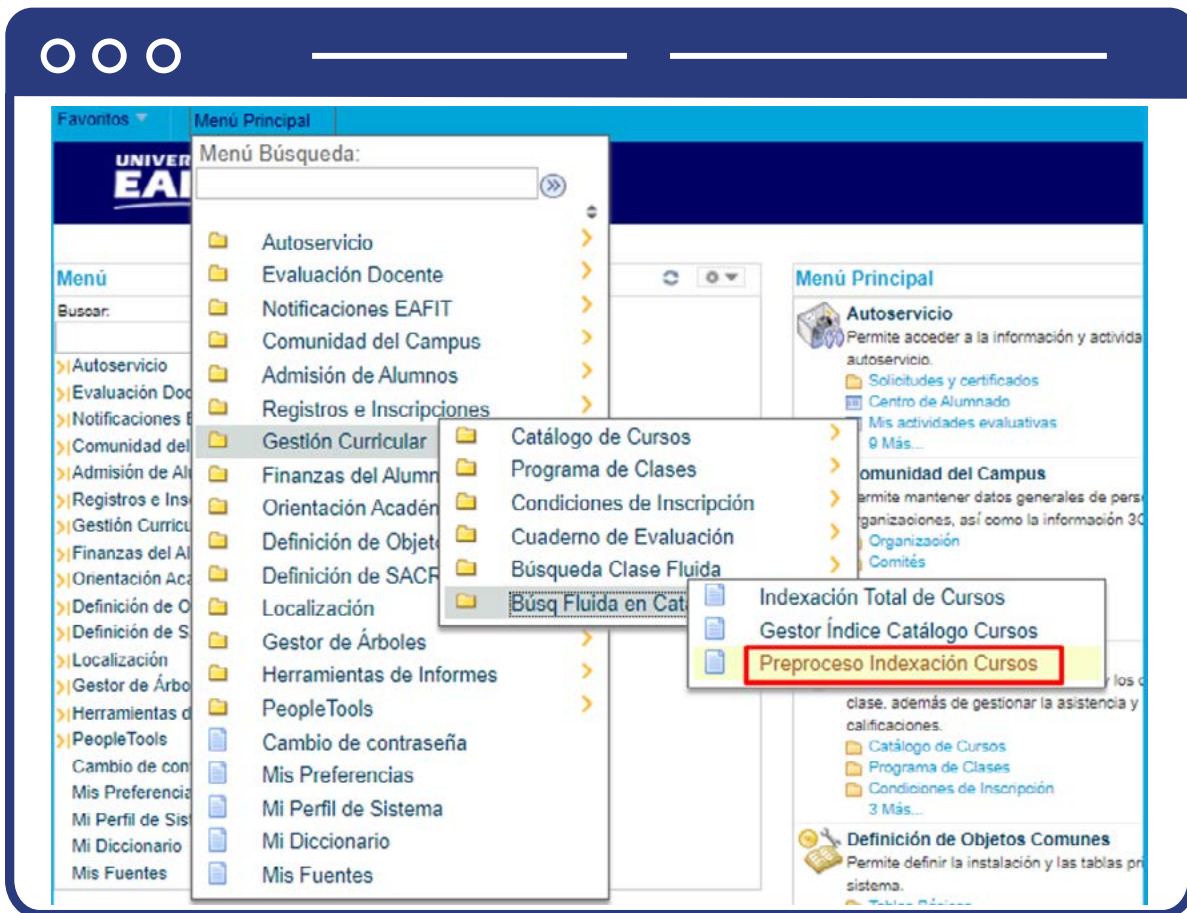 Favoritos
Menú Principal
UNIVER
EAI
Menú Búsqueda:
Autoservicio
Evaluación Docente
Notificaciones EAFIT
Comunidad del Campus
Admisión de Alumnos
Registros e Inscripciones
Gestión Curricular
Finanzas del Alumn
Orientación Académ
Definición de Objeto
Definición de SACR
Localización
Gestor de Árboles
Herramientas de Informes
PeopleTools
Cambio de contraseña
Mis Preferencias
Mi Perfil de Sistema
Mi Diccionario
Mis Fuentes
Catálogo de Cursos
Programa de Clases
Condiciones de Inscripción
Cuaderno de Evaluación
Búsqueda Clase Fluida
Búsq Fluida en Cat
Indexación Total de Cursos
Gestor Índice Catálogo Cursos
Preproceso Indexación Cursos
Menú
Buscar:
Autoservicio
Evaluación Doc
Notificaciones E
Comunidad del
Admisión de Al
Registros e Ins
Gestión Curricu
Finanzas del Al
Orientación Aca
Definición de O
Definición de S
Localización
Gestor de Árbo
Herramientas d
PeopleTools
Cambio de con
Mis Preferencia
Mi Perfil de Sis
Mi Diccionario
Mis Fuentes
Menú Principal
Autoservicio
Permite acceder a la información y activida
autoservicio.
Solicitudes y certificados
Centro de Alumnado
Mis actividades evaluativas
9 Más...
omunidad del Campus
ermite mantener datos generales de pers
rganizaciones, así como la información 3C
Organización
Comités
y los c
clase, además de gestionar la asistencia y
calificaciones.
Catálogo de Cursos
Programa de Clases
Condiciones de Inscripción
3 Más...
Definición de Objetos Comunes
Permite definir la instalación y las tablas pri
sistema.
Tablas Básicas